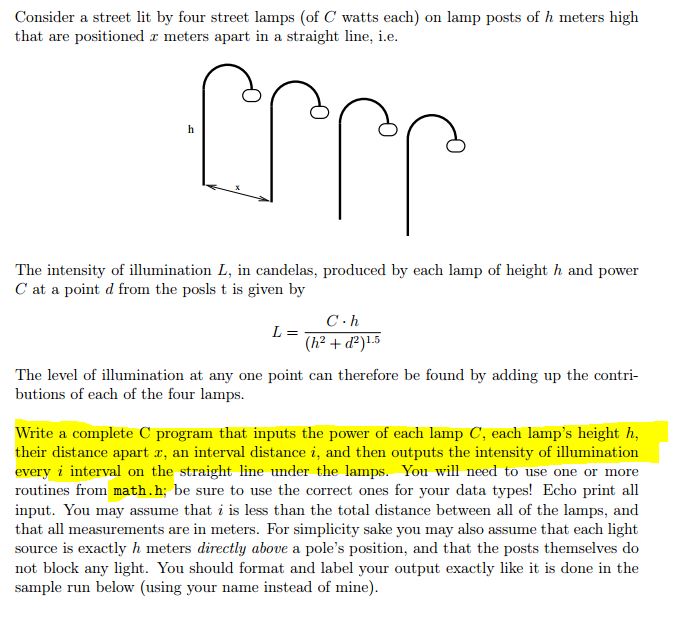 Consider a street lit by four street lamps (of C watts each) on lamp posts of h meters high
that are positioned x meters apart in a straight line, i.e.
h
x
The intensity of illumination L, in candelas, produced by each lamp of height h and power
C at a point d from the posls t is given by
L = C · h / (h² + d²)^1.5
The level of illumination at any one point can therefore be found by adding up the contri-
butions of each of the four lamps.
Write a complete C program that inputs the power of each lamp C, each lamp's height h,
their distance apart x, an interval distance i, and then outputs the intensity of illumination
every i interval on the straight line under the lamps. You will need to use one or more
routines from math.h; be sure to use the correct ones for your data types! Echo print all
input. You may assume that i is less than the total distance between all of the lamps, and
that all measurements are in meters. For simplicity sake you may also assume that each light
source is exactly h meters directly above a pole's position, and that the posts themselves do
not block any light. You should format and label your output exactly like it is done in the
sample run below (using your name instead of mine).